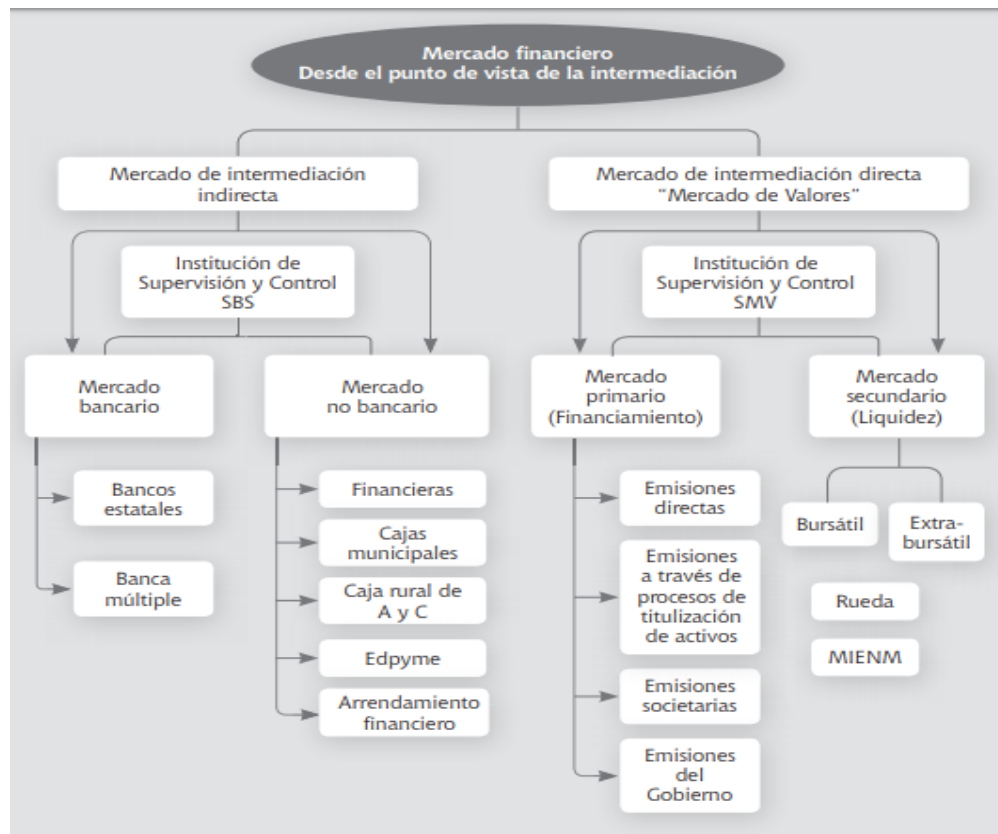 Mercado financiero
Desde el punto de vista de la intermediación
Mercado de intermediación
indirecta
Mercado de intermediación directa
“Mercado de Valores”
Institución de
Supervisión y Control
SBS
Institución de
Supervisión y Control
SMV
Mercado
bancario
Mercado
no bancario
Mercado
primario
(Financiamiento)
Mercado
secundario
(Liquidez)
Bancos
estatales
Banca
múltiple
Financieras
Cajas
municipales
Caja rural de
A y C
Edpyme
Arrendamiento
financiero
Emisiones
directas
Emisiones
a través de
procesos de
titulización
de activos
Emisiones
societarias
Emisiones
del
Gobierno
Bursátil
Extra-
bursátil
Rueda
MIENM